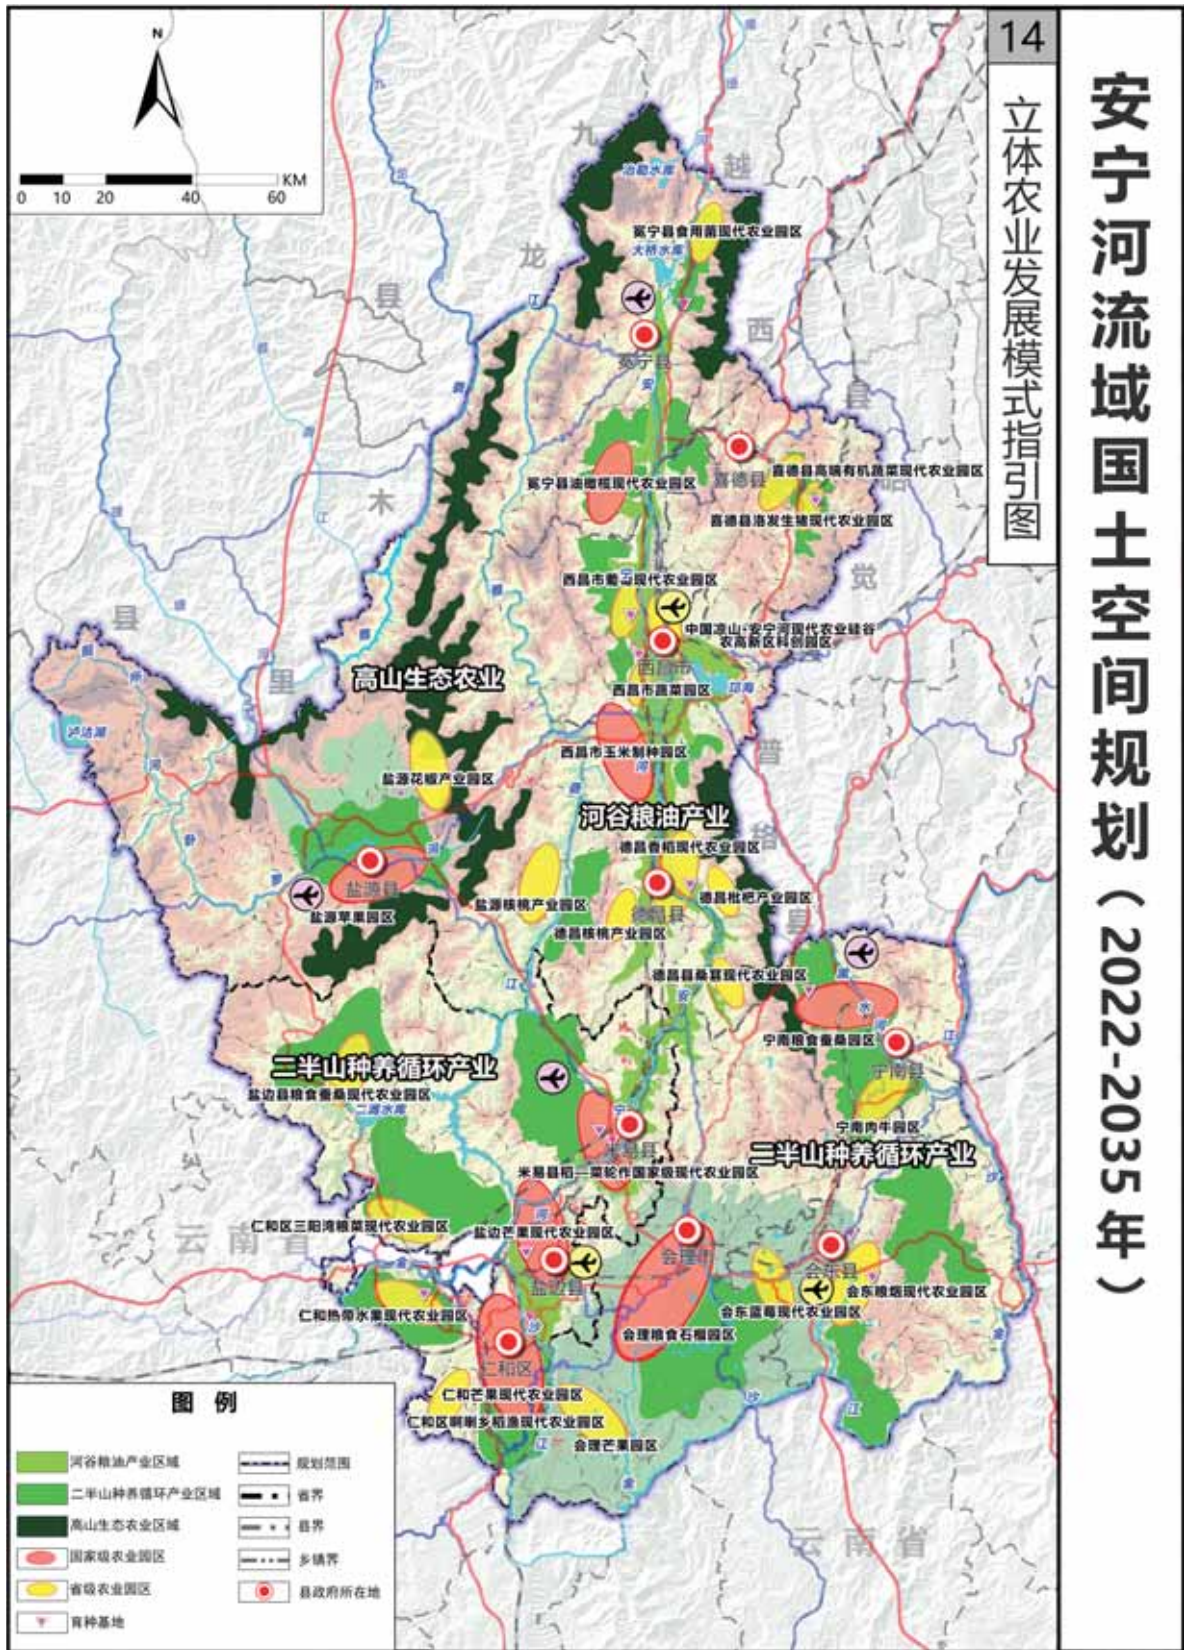 安宁河流域国土空间规划（2022-2035年）
14
立体农业发展模式指引图
N
KM
0 10 20 40 60
九
龙
县
越
西
县
木
里
县
昭
觉
普
格
县
冶勒水库
冕宁县食用菌现代农业园区
大桥水库
冕宁县
安
喜德县
喜德县高端有机蔬菜现代农业园区
冕宁县油橄榄现代农业园区
喜德县洛发生猪现代农业园区
西昌市葡萄现代农业园区
中国凉山·安宁河现代农业硅谷
农高新区科创园区
西昌市
西昌市蔬菜园区
邛海
高山生态农业
泸沽湖
西昌市玉米制种园区
河
盐源花椒产业园区
河谷粮油产业
德昌香稻现代农业园区
盐源县
盐源苹果园区
盐源核桃产业园区
德昌县
德昌枇杷产业园区
德昌核桃产业园区
德昌县桑葚现代农业园区
江
安
黑
水
河
江
宁南粮食蚕桑园区
宁南县
二半山种养循环产业
盐边县粮食蚕桑现代农业园区
二滩水库
宁
宁南肉牛园区
米易县
二半山种养循环产业
米易县稻—菜轮作国家级现代农业园区
沙
仁和区三阳湾粮菜现代农业园区
河
盐边芒果现代农业园区
云南省
金
会理市
盐边县
会东县
会东粮烟现代农业园区
仁和热带水果现代农业园区
会东蓝莓现代农业园区
沙
会理粮食石榴园区
金
仁和区
仁和芒果现代农业园区
沙
江
仁和区啊喇乡稻渔现代农业园区
江
会理芒果园区
金
云南省
图 例
河谷粮油产业区域
二半山种养循环产业区域
高山生态农业区域
国家级农业园区
省级农业园区
育种基地
规划范围
省界
县界
乡镇界
县政府所在地